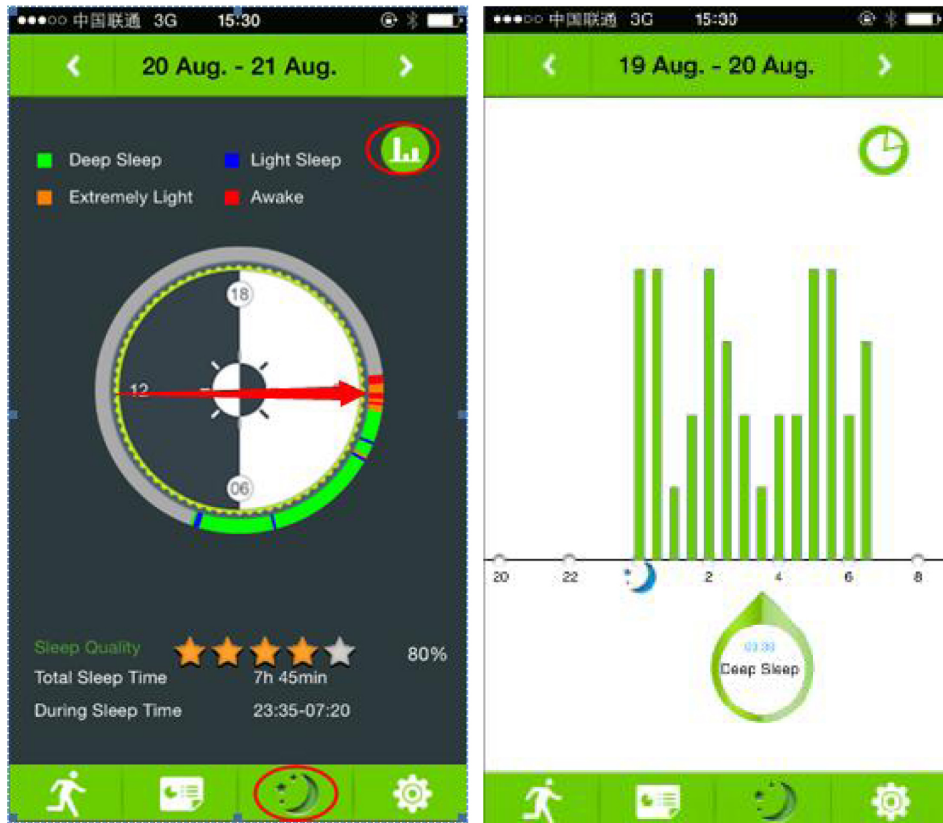 中国联通 3G 15:30
20 Aug. - 21 Aug.
Deep Sleep
Light Sleep
Extremely Light
Awake
18
12
06
Sleep Quality
80%
Total Sleep Time
7h 45min
During Sleep Time
23:35-07:20
中国联通 3G 15:30
19 Aug. - 20 Aug.
20 22 2 4 6 8
Deep Sleep